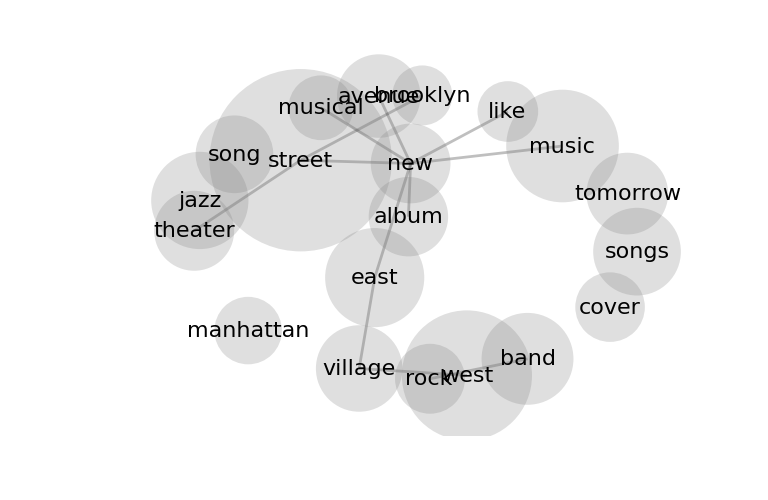 avenue
brooklyn
musical
like
music
song
street
new
jazz
tomorrow
album
theater
songs
east
cover
manhattan
band
village
rock
west